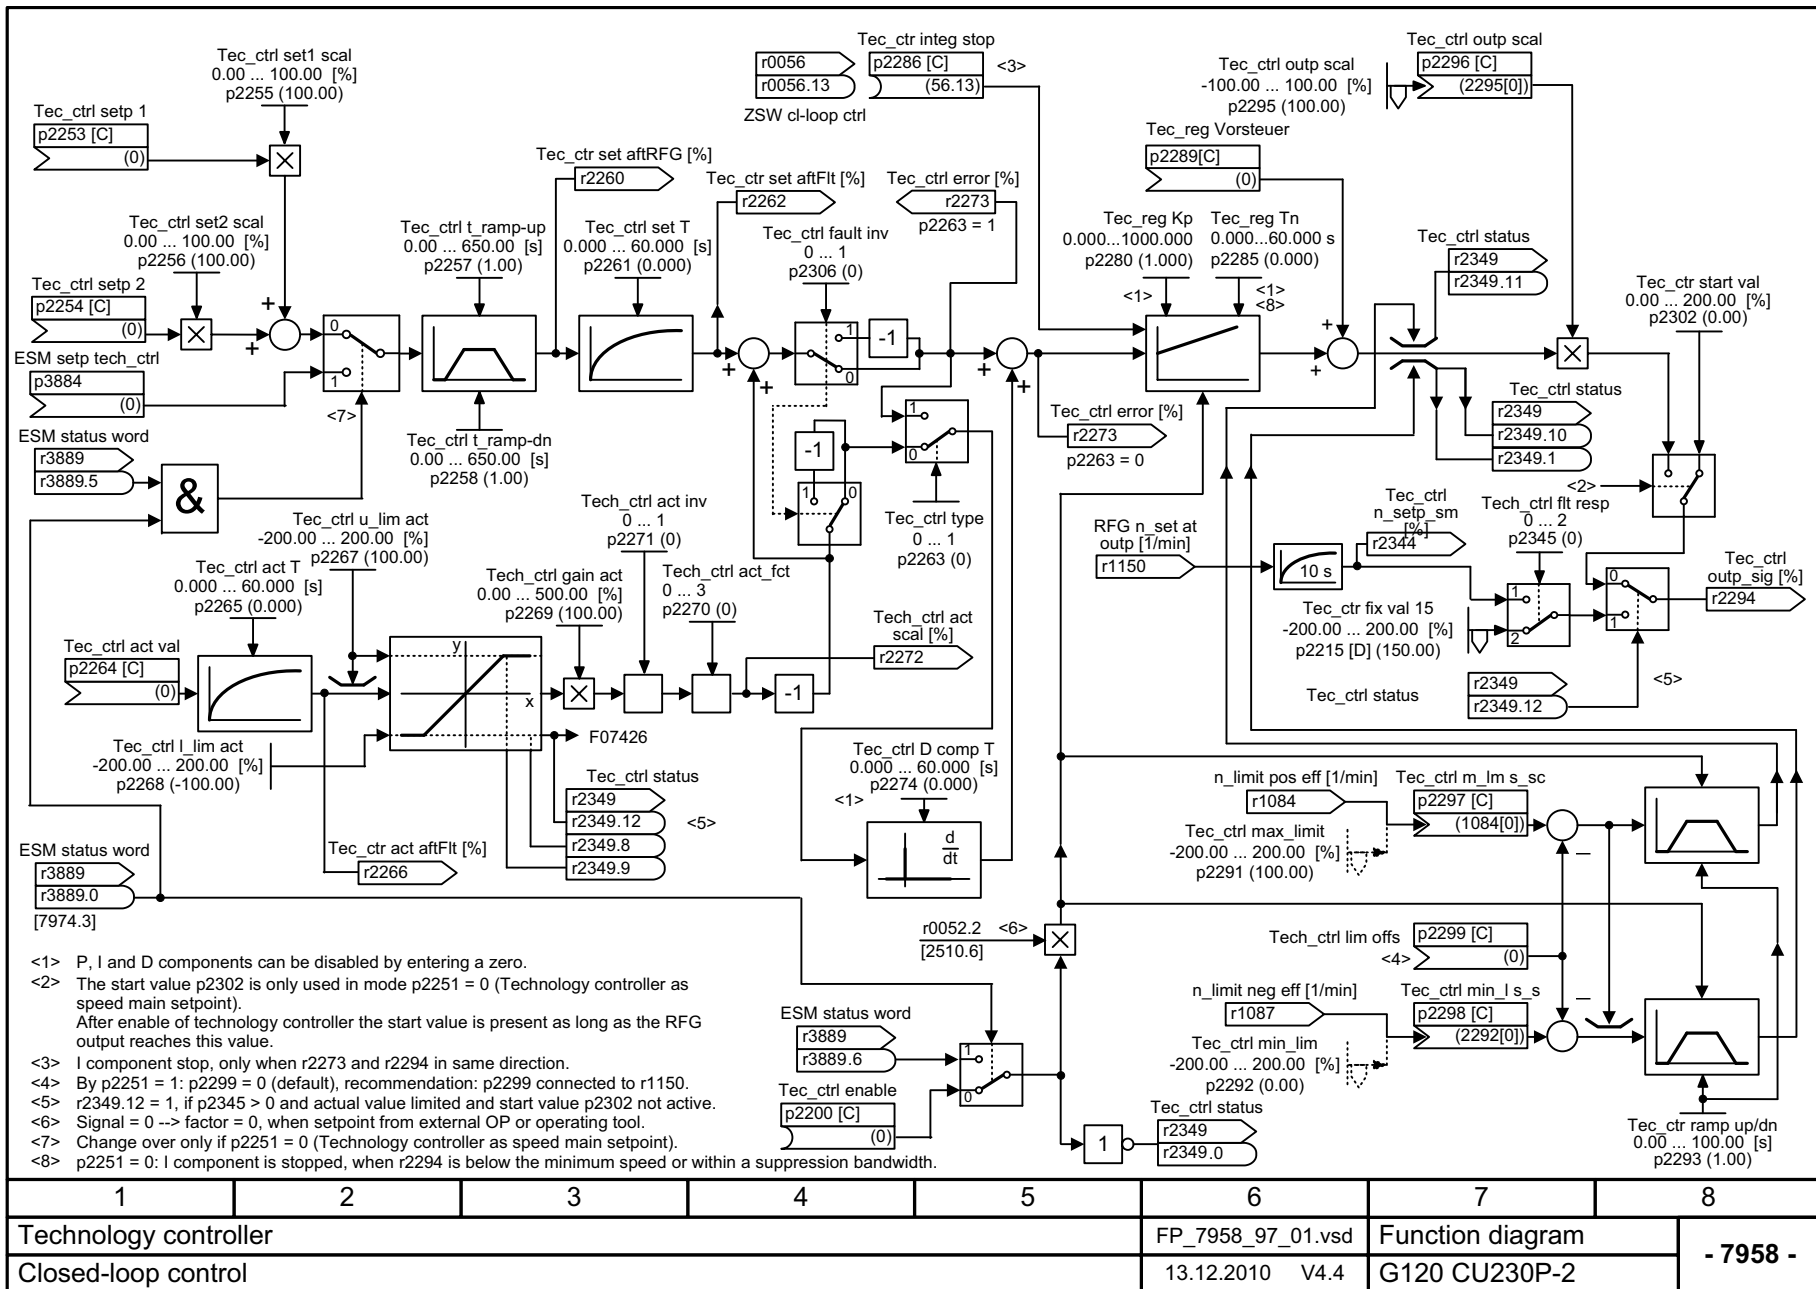 Tec_ctrl set1 scal
0.00 ... 100.00 [%]
p2255 (100.00)
Tec_ctrl setp 1
p2253 [C]
(0)
Tec_ctrl set2 scal
0.00 ... 100.00 [%]
p2256 (100.00)
Tec_ctrl setp 2
p2254 [C]
(0)
+
+
ESM setp tech_ctrl
p3884
(0)
0
1
<7>
ESM status word
r3889
r3889.5
&
Tec_ctrl t_ramp-up
0.00 ... 650.00 [s]
p2257 (1.00)
Tec_ctrl t_ramp-dn
0.00 ... 650.00 [s]
p2258 (1.00)
Tec_ctr set aftRFG [%]
r2260
Tec_ctrl set T
0.000 ... 60.000 [s]
p2261 (0.000)
Tec_ctr set aftFlt [%]
r2262
Tec_ctrl fault inv
0 ... 1
p2306 (0)
+
+
1
0
-1
r0056
r0056.13
ZSW cl-loop ctrl
Tec_ctr integ stop
p2286 [C]
(56.13)
<3>
Tec_ctrl error [%]
r2273
p2263 = 1
+
+
Tec_ctrl error [%]
r2273
p2263 = 0
-1
1
0
1
0
Tec_ctrl type
0 ... 1
p2263 (0)
Tec_reg Kp
0.000...1000.000
p2280 (1.000)
<1>
Tec_reg Tn
0.000...60.000 s
p2285 (0.000)
<1>
<8>
Tec_reg Vorsteuer
p2289[C]
(0)
+
+
Tec_ctrl outp scal
-100.00 ... 100.00 [%]
p2295 (100.00)
Tec_ctrl outp scal
p2296 [C]
(2295[0])
Tec_ctrl status
r2349
r2349.11
Tec_ctrl status
r2349
r2349.10
r2349.1
Tec_ctr start val
0.00 ... 200.00 [%]
p2302 (0.00)
<2>
RFG n_set at
outp [1/min]
r1150
10 s
Tec_ctrl
n_setp_sm
[%]
r2344
Tech_ctrl flt resp
0 ... 2
p2345 (0)
1
2
Tec_ctr fix val 15
-200.00 ... 200.00 [%]
p2215 [D] (150.00)
0
1
Tec_ctrl
outp_sig [%]
r2294
Tec_ctrl status
r2349
r2349.12
<5>
Tec_ctrl u_lim act
-200.00 ... 200.00 [%]
p2267 (100.00)
Tec_ctrl act T
0.000 ... 60.000 [s]
p2265 (0.000)
Tec_ctrl act val
p2264 [C]
(0)
Tec_ctrl l_lim act
-200.00 ... 200.00 [%]
p2268 (-100.00)
y
x
Tech_ctrl gain act
0.00 ... 500.00 [%]
p2269 (100.00)
Tech_ctrl act inv
0 ... 1
p2271 (0)
Tech_ctrl act_fct
0 ... 3
p2270 (0)
-1
Tech_ctrl act
scal [%]
r2272
F07426
Tec_ctrl status
r2349
r2349.12
r2349.8
r2349.9
<5>
Tec_ctr act aftFlt [%]
r2266
ESM status word
r3889
r3889.0
[7974.3]
Tec_ctrl D comp T
0.000 ... 60.000 [s]
p2274 (0.000)
<1>
d
dt
r0052.2 <6>
[2510.6]
ESM status word
r3889
r3889.6
Tec_ctrl enable
p2200 [C]
(0)
1
0
1
Tec_ctrl status
r2349
r2349.0
n_limit pos eff [1/min]
r1084
Tec_ctrl max_limit
-200.00 ... 200.00 [%]
p2291 (100.00)
Tec_ctrl m_lm s_sc
p2297 [C]
(1084[0])
Tech_ctrl lim offs
<4>
p2299 [C]
(0)
n_limit neg eff [1/min]
r1087
Tec_ctrl min_lim
-200.00 ... 200.00 [%]
p2292 (0.00)
Tec_ctrl min_l s_s
p2298 [C]
(2292[0])
Tec_ctr ramp up/dn
0.00 ... 100.00 [s]
p2293 (1.00)
<1> P, I and D components can be disabled by entering a zero.
<2> The start value p2302 is only used in mode p2251 = 0 (Technology controller as
speed main setpoint).
After enable of technology controller the start value is present as long as the RFG
output reaches this value.
<3> I component stop, only when r2273 and r2294 in same direction.
<4> By p2251 = 1: p2299 = 0 (default), recommendation: p2299 connected to r1150.
<5> r2349.12 = 1, if p2345 > 0 and actual value limited and start value p2302 not active.
<6> Signal = 0 --> factor = 0, when setpoint from external OP or operating tool.
<7> Change over only if p2251 = 0 (Technology controller as speed main setpoint).
<8> p2251 = 0: I component is stopped, when r2294 is below the minimum speed or within a suppression bandwidth.
1 2 3 4 5 6 7 8
Technology controller
FP_7958_97_01.vsd
Function diagram
- 7958 -
Closed-loop control
13.12.2010 V4.4
G120 CU230P-2